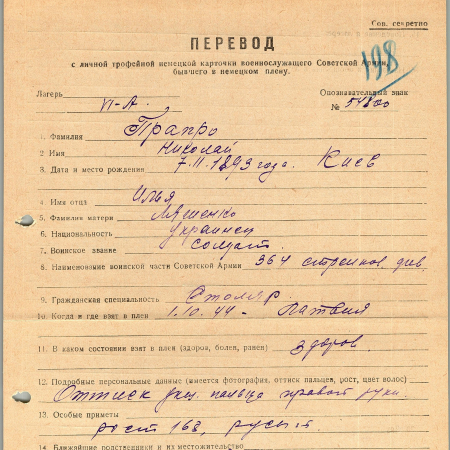 Сов. секретно
198
ПЕРЕВОД
с личной трофейной немецкой карточки военнослужащего Советской Армии,
бывшего в немецком плену.
Лагерь II-А. Опознавательный знак
№ 54800
1. Фамилия Трапро
2 Имя Николай
3. Дата и место рождения 7.II.1893 года. Киев
4. Имя отца Илья
5. Фамилия матери Ляшенко
6. Национальность украинец
7. Воинское звание солдат.
8. Наименование воинской части Советской Армии 364 стрелков. див.
9. Гражданская специальность Столяр
10. Когда и где взят в плен 1.10.44 - Латвия
11. В каком состоянии взят в плен (здоров, болен, ранен) здоров.
12. Подробные персональные данные (имеется фотография, оттиск пальцев, рост, цвет волос)
Оттиск указ. пальца правой руки.
13. Особые приметы
рост 168, русый.
14. Ближайшие родственники и их местожительство